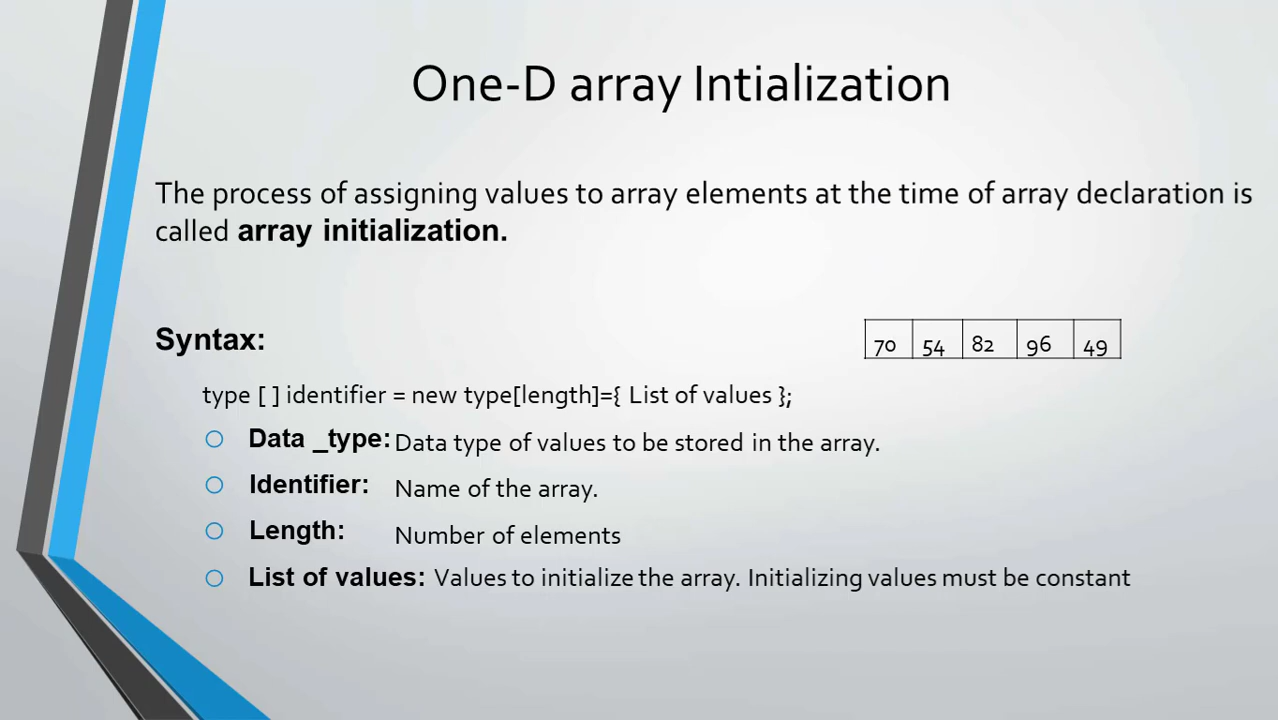 One-D array Intialization
The process of assigning values to array elements at the time of array declaration is
called array initialization.
Syntax:
70 54 82 96 49
type [ ] identifier = new type[length]={ List of values };
Data _type: Data type of values to be stored in the array.
Identifier: Name of the array.
Length: Number of elements
List of values: Values to initialize the array. Initializing values must be constant